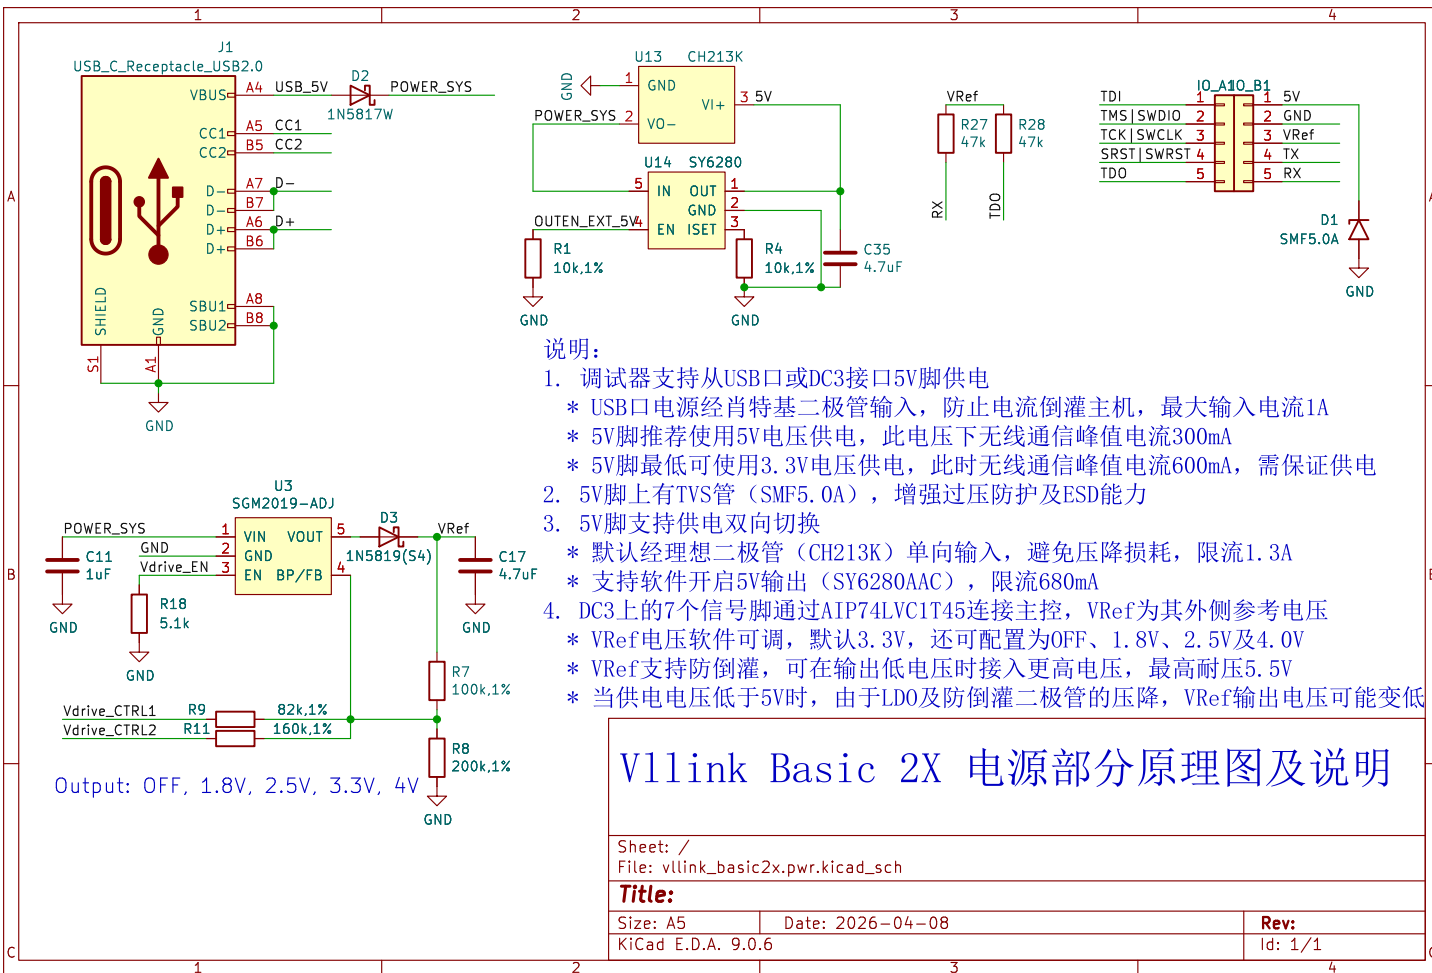 1 2 3 4
J1
USB_C_Receptacle_USB2.0
VBUS A4 USB_5V
D2
1N5817W
POWER_SYS
CC1 A5 CC1
CC2 B5 CC2
D- A7 D-
D- B7
D+ A6 D+
D+ B6
SBU1 A8
SBU2 B8
SHIELD
GND
S1
A1
GND
U13 CH213K
GND
1 GND
VI+ 3 5V
POWER_SYS 2 VO-
U14 SY6280
5 IN OUT 1
GND 2
OUTEN_EXT_5V 4 EN ISET 3
R1
10k,1%
GND
R4
10k,1%
GND
C35
4.7uF
VRef
R27
47k
R28
47k
RX
TDO
IO_A1 IO_B1
TDI 1 1 5V
TMS|SWDIO 2 2 GND
TCK|SWCLK 3 3 VRef
SRST|SWRST 4 4 TX
TDO 5 5 RX
D1
SMF5.0A
GND
A
A
说明:
1. 调试器支持从USB口或DC3接口5V脚供电
* USB口电源经肖特基二极管输入，防止电流倒灌主机，最大输入电流1A
* 5V脚推荐使用5V电压供电，此电压下无线通信峰值电流300mA
* 5V脚最低可使用3.3V电压供电，此时无线通信峰值电流600mA，需保证供电
2. 5V脚上有TVS管（SMF5.0A），增强过压防护及ESD能力
3. 5V脚支持供电双向切换
* 默认经理想二极管（CH213K）单向输入，避免压降损耗，限流1.3A
* 支持软件开启5V输出（SY6280AAC），限流680mA
4. DC3上的7个信号脚通过AIP74LVC1T45连接主控，VRef为其外侧参考电压
* VRef电压软件可调，默认3.3V，还可配置为OFF、1.8V、2.5V及4.0V
* VRef支持防倒灌，可在输出低电压时接入更高电压，最高耐压5.5V
* 当供电电压低于5V时，由于LDO及防倒灌二极管的压降，VRef输出电压可能变低
U3
SGM2019-ADJ
POWER_SYS 1 VIN VOUT 5
GND 2 GND
Vdrive_EN 3 EN BP/FB 4
C11
1uF
GND
R18
5.1k
GND
D3
1N5819(S4)
VRef
C17
4.7uF
GND
R7
100k,1%
Vdrive_CTRL1 R9 82k,1%
Vdrive_CTRL2 R11 160k,1%
R8
200k,1%
GND
Output: OFF, 1.8V, 2.5V, 3.3V, 4V
B
B
Vllink Basic 2X 电源部分原理图及说明
Sheet: /
File: vllink_basic2x.pwr.kicad_sch
Title:
Size: A5 Date: 2026-04-08 Rev:
KiCad E.D.A. 9.0.6 Id: 1/1
C
C
1 2 3 4